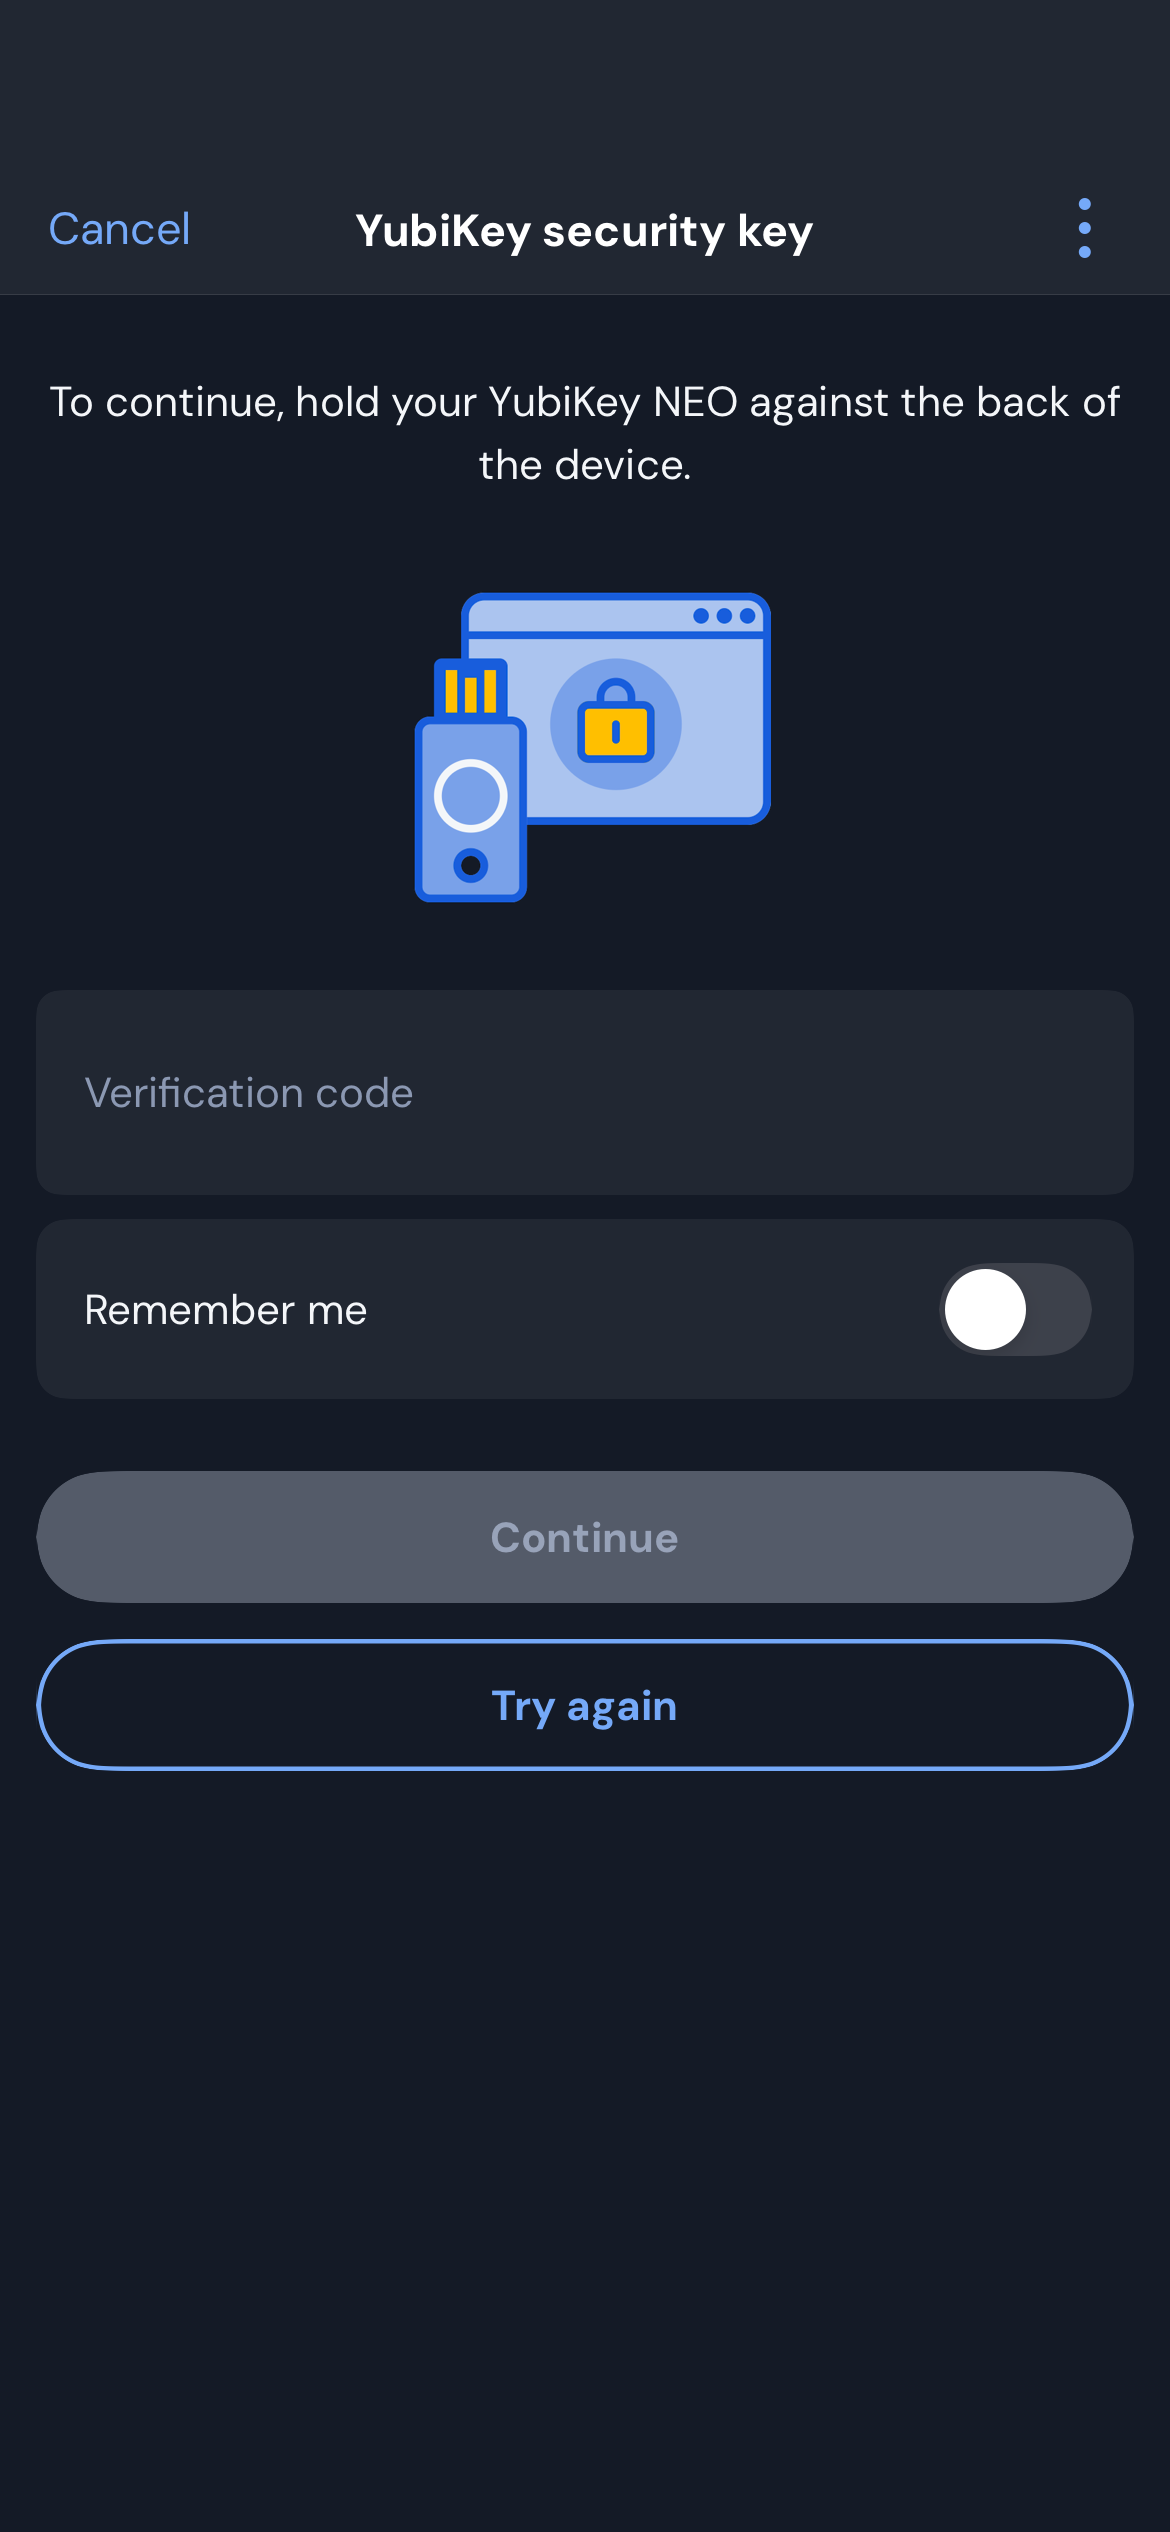 Cancel
YubiKey security key
To continue, hold your YubiKey NEO against the back of
the device.
Verification code
Remember me
Continue
Try again